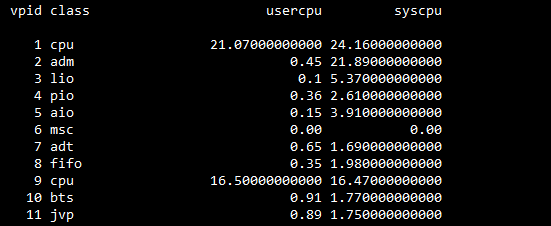 vpid class usercpu syscpu
1 cpu 21.07000000000 24.16000000000
2 adm 0.45 21.89000000000
3 lio 0.1 5.370000000000
4 pio 0.36 2.610000000000
5 aio 0.15 3.910000000000
6 msc 0.00 0.00
7 adt 0.65 1.690000000000
8 fifo 0.35 1.980000000000
9 cpu 16.50000000000 16.47000000000
10 bts 0.91 1.770000000000
11 jvp 0.89 1.750000000000